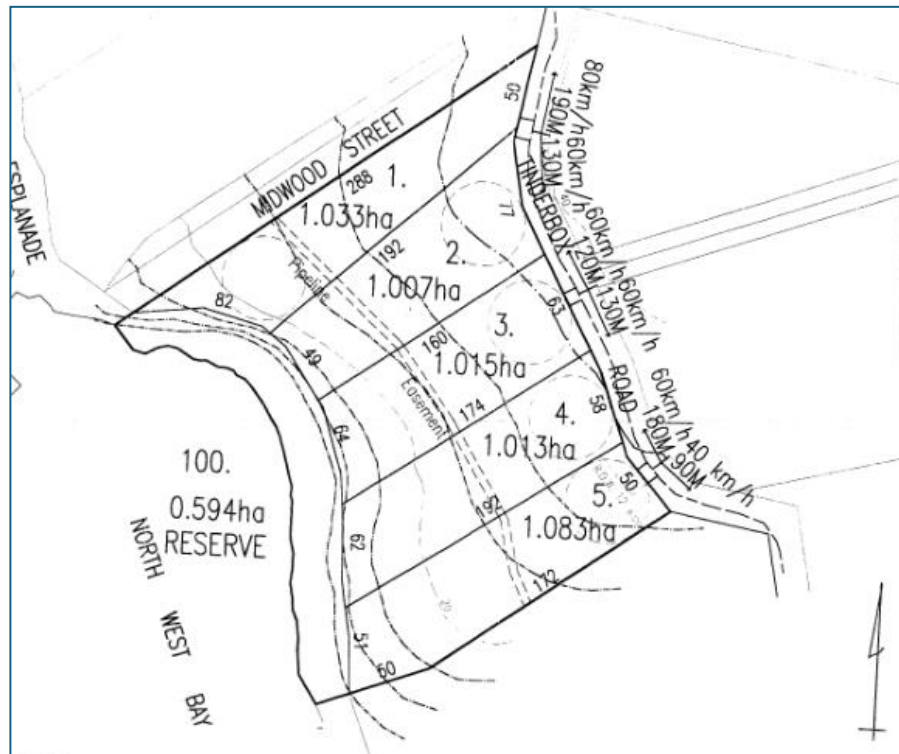 MIDWOOD STREET
ESPLANADE
50
80km/h 60km/h
190M 130M
TINDERBOX
ROAD
60km/h 60km/h
120M 130M
60km/h 40 km/h
180M 190M
288
1.
1.033ha
77
192
2.
1.007ha
82
Pipeline
49
160
3.
1.015ha
63
Easement
174
4.
1.013ha
58
64
100.
0.594ha
RESERVE
NORTH WEST BAY
50
5.
1.083ha
62
172
20
51
60
40